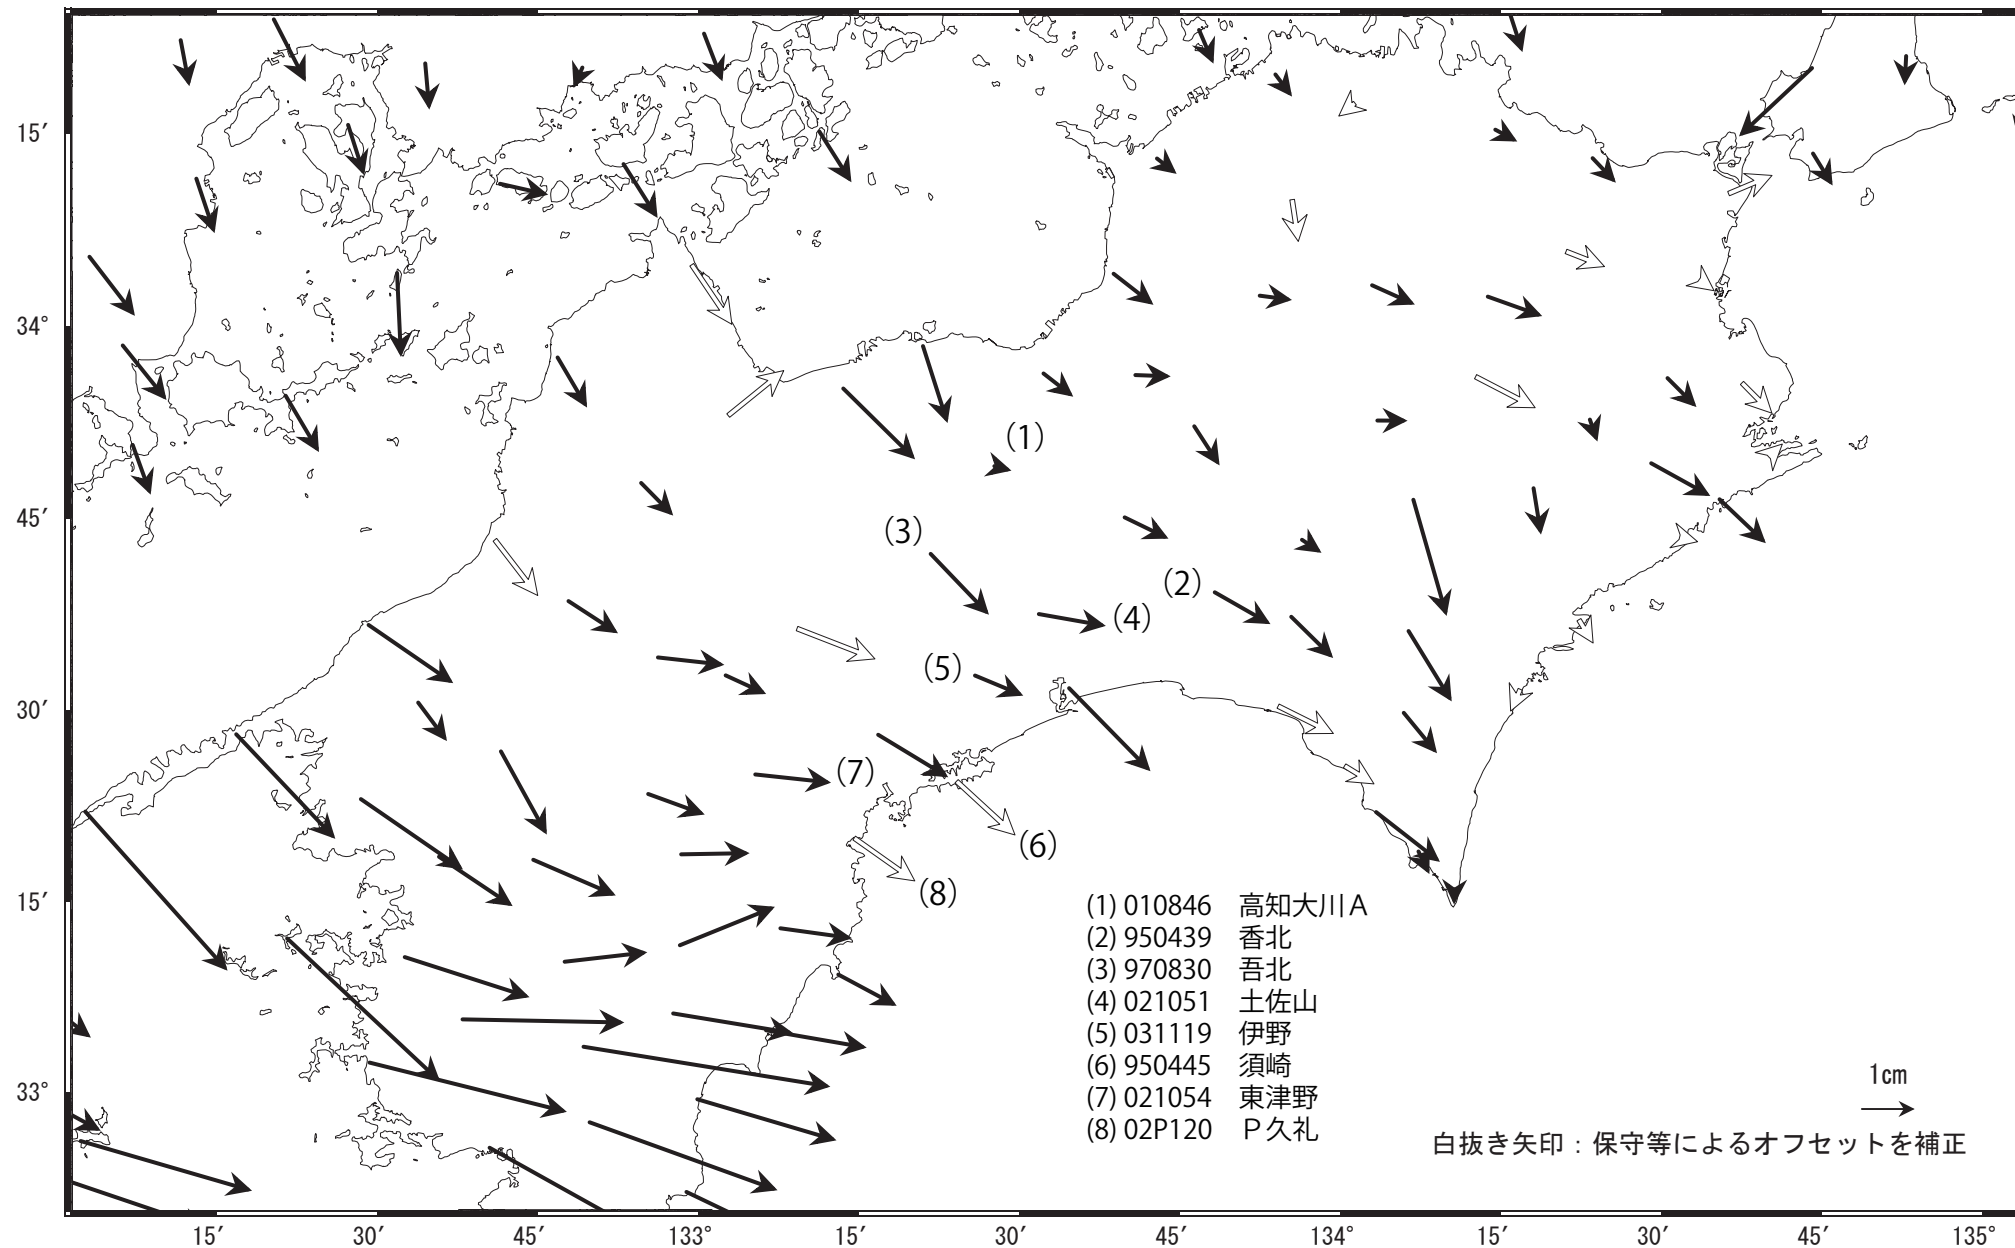 15′
34°
(1)
45′
(3)
(2)
(4)
(5)
30′
(7)
(6)
(8)
15′
(1) 010846 高知大川Ａ
(2) 950439 香北
(3) 970830 吾北
(4) 021051 土佐山
(5) 031119 伊野
(6) 950445 須崎
(7) 021054 東津野
(8) 02P120 Ｐ久礼
1cm
33°
白抜き矢印：保守等によるオフセットを補正
15′ 30′ 45′ 133° 15′ 30′ 45′ 134° 15′ 30′ 45′ 135°